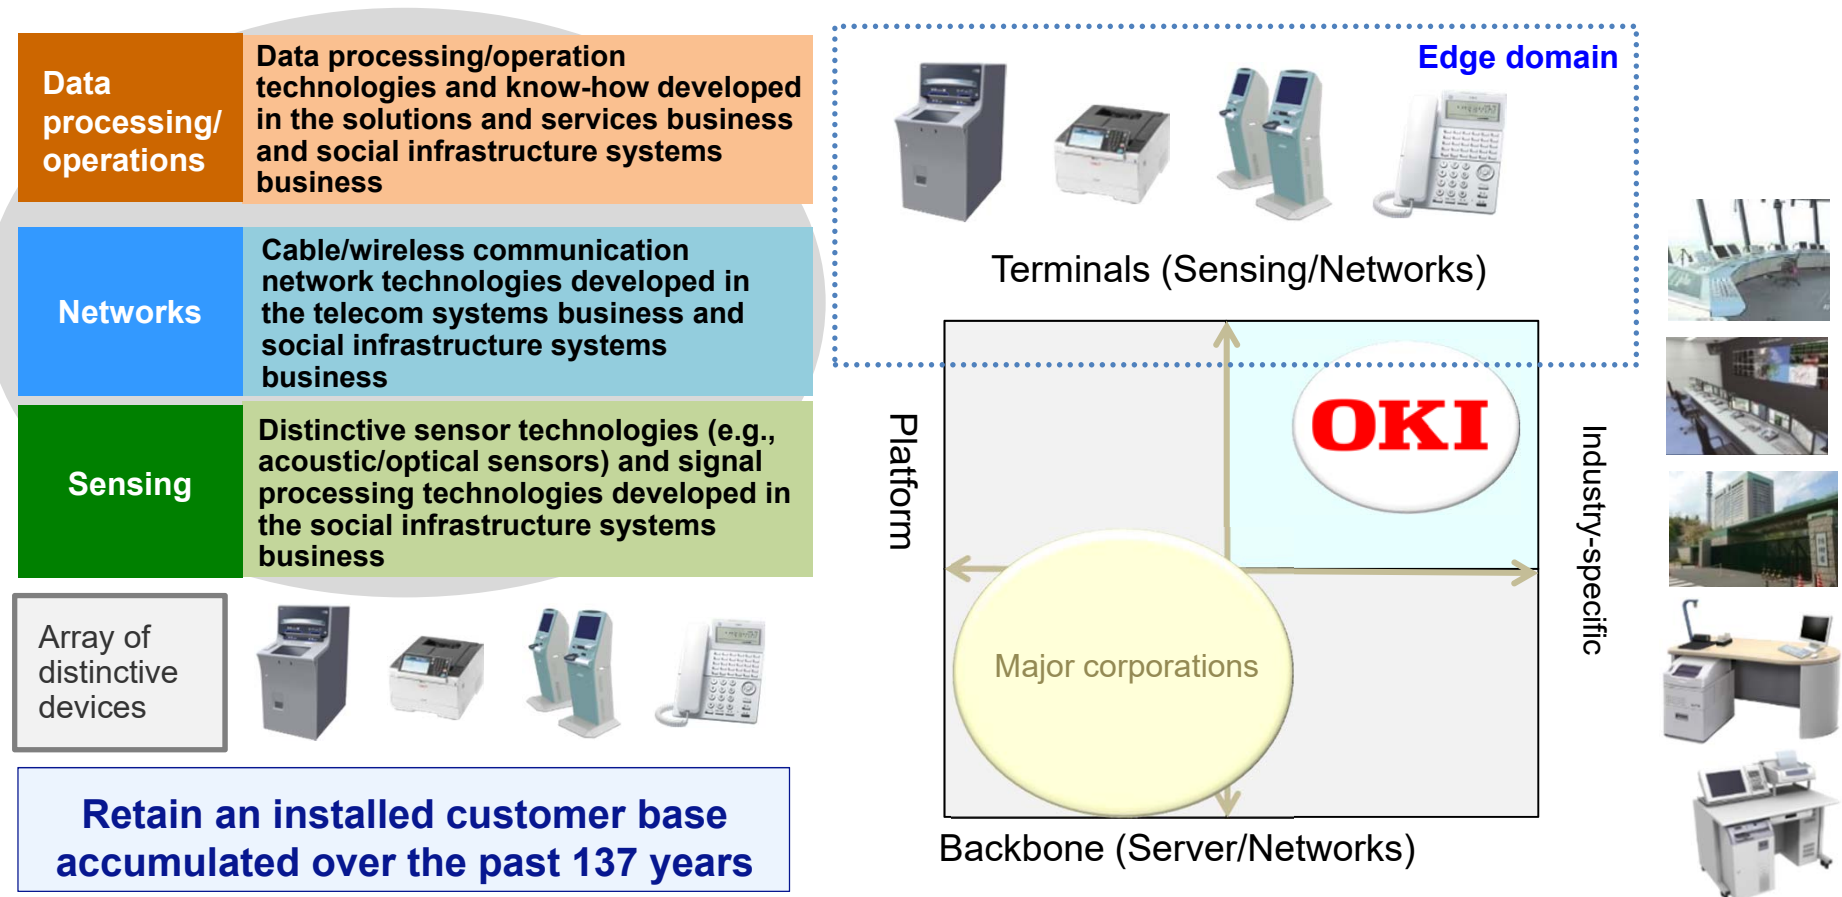 Data
processing/
operations
Data processing/operation
technologies and know-how developed
in the solutions and services business
and social infrastructure systems
business
Networks
Cable/wireless communication
network technologies developed in
the telecom systems business and
social infrastructure systems
business
Sensing
Distinctive sensor technologies (e.g.,
acoustic/optical sensors) and signal
processing technologies developed in
the social infrastructure systems
business
Array of
distinctive
devices
Retain an installed customer base
accumulated over the past 137 years
Edge domain
Terminals (Sensing/Networks)
Platform
OKI
Industry-specific
Major corporations
Backbone (Server/Networks)